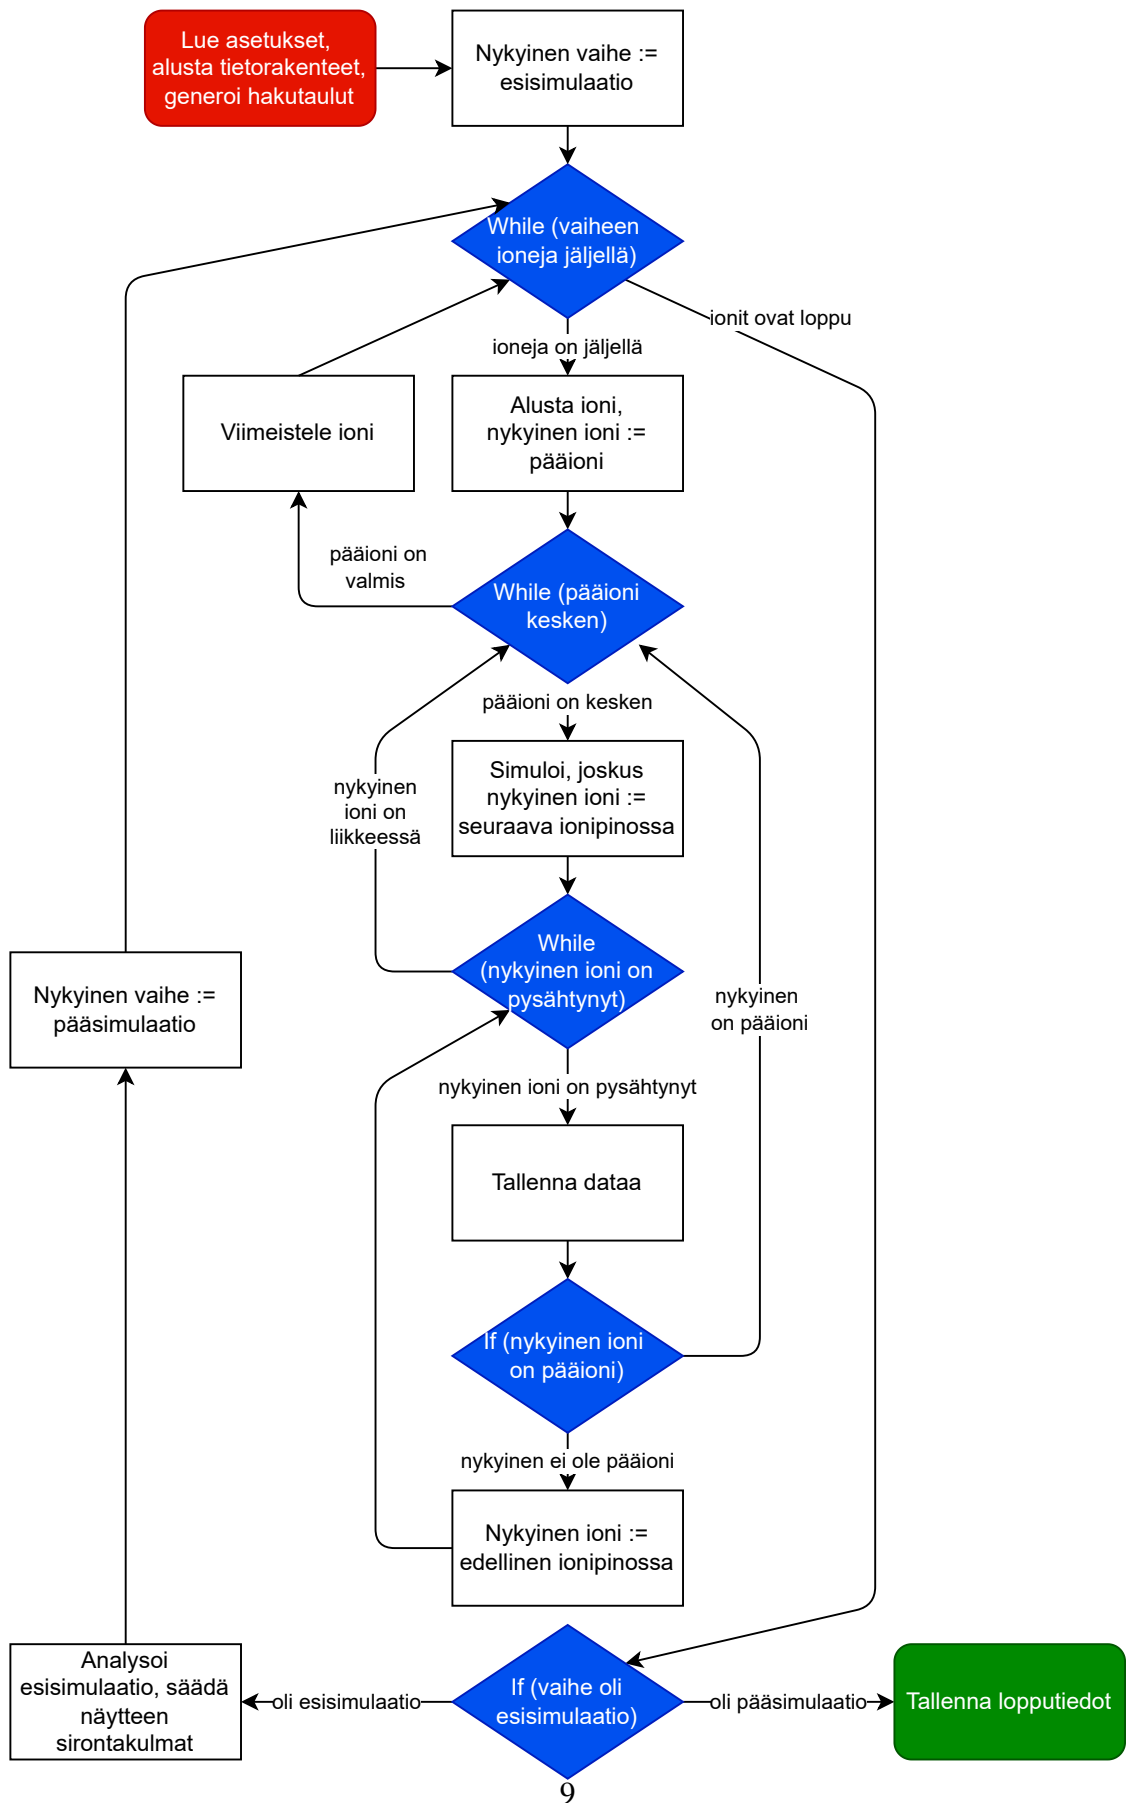 Lue asetukset,
alusta tietorakenteet,
generoi hakutaulut
Nykyinen vaihe :=
esisimulaatio
While (vaiheen
ioneja jäljellä)
ionit ovat loppu
ioneja on jäljellä
Viimeistele ioni
Alusta ioni,
nykyinen ioni :=
pääioni
pääioni on
valmis
While (pääioni
kesken)
pääioni on kesken
Simuloi, joskus
nykyinen ioni :=
seuraava ionipinossa
nykyinen
ioni on
liikkeessä
While
(nykyinen ioni on
pysähtynyt)
Nykyinen vaihe :=
pääsimulaatio
nykyinen
on pääioni
nykyinen ioni on pysähtynyt
Tallenna dataa
If (nykyinen ioni
on pääioni)
nykyinen ei ole pääioni
Nykyinen ioni :=
edellinen ionipinossa
Analysoi
esisimulaatio, säädä
näytteen
sirontakulmat
oli esisimulaatio
If (vaihe oli
esisimulaatio)
oli pääsimulaatio
Tallenna lopputiedot
9